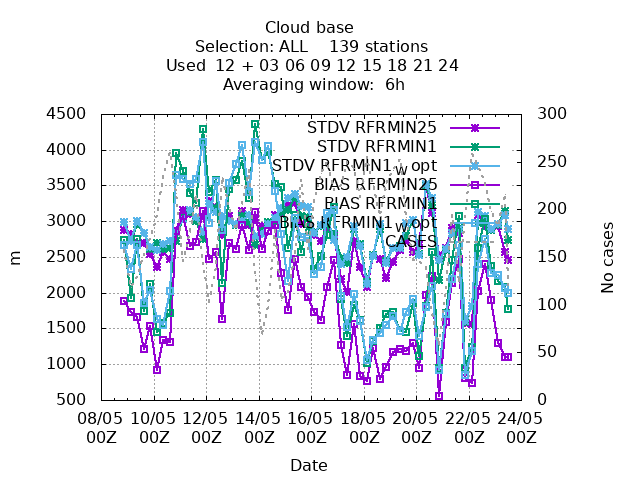 Cloud base
Selection: ALL 139 stations
Used 12 + 03 06 09 12 15 18 21 24
Averaging window: 6h
STDV RFRMIN25
STDV RFRMIN1
STDV RFRMIN1_w_opt
BIAS RFRMIN25
BIAS RFRMIN1
BIAS RFRMIN1_w_opt
CASES
4500
4000
3500
3000
2500
2000
1500
1000
500
m
300
250
200
150
100
50
0
No cases
08/05 10/05 12/05 14/05 16/05 18/05 20/05 22/05 24/05
00Z 00Z 00Z 00Z 00Z 00Z 00Z 00Z 00Z
Date